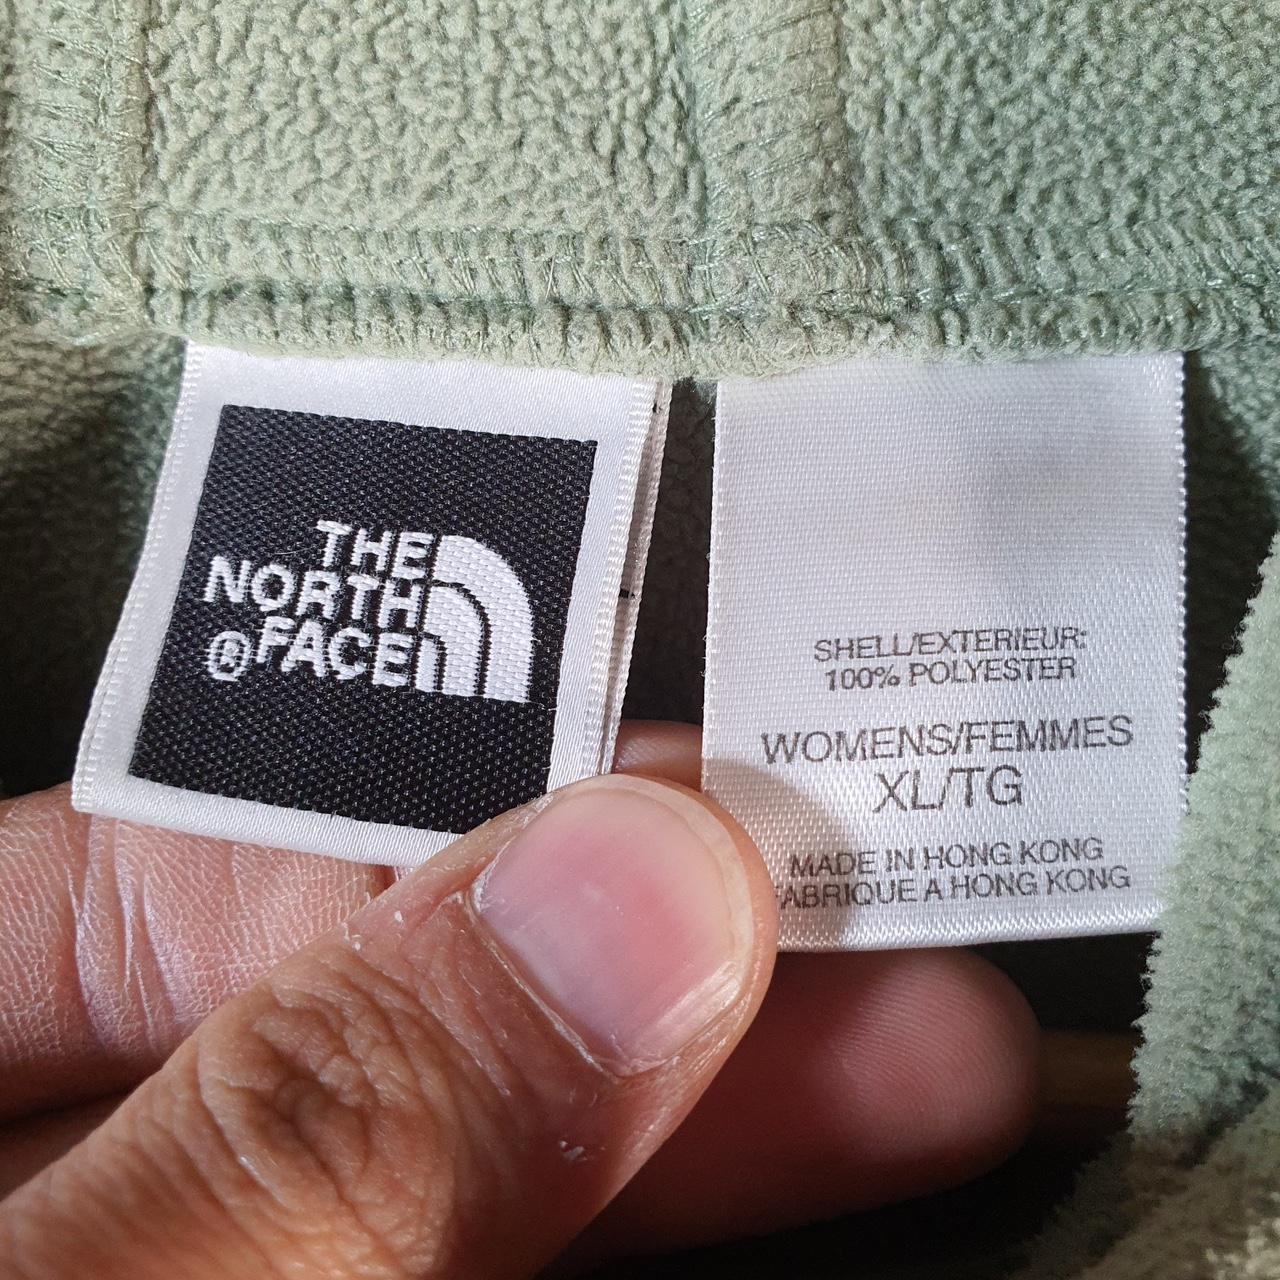 THE
NORTH
®FACE
SHELL/EXTERIEUR:
100% POLYESTER
WOMENS/FEMMES
XL/TG
MADE IN HONG KONG
FABRIQUE A HONG KONG